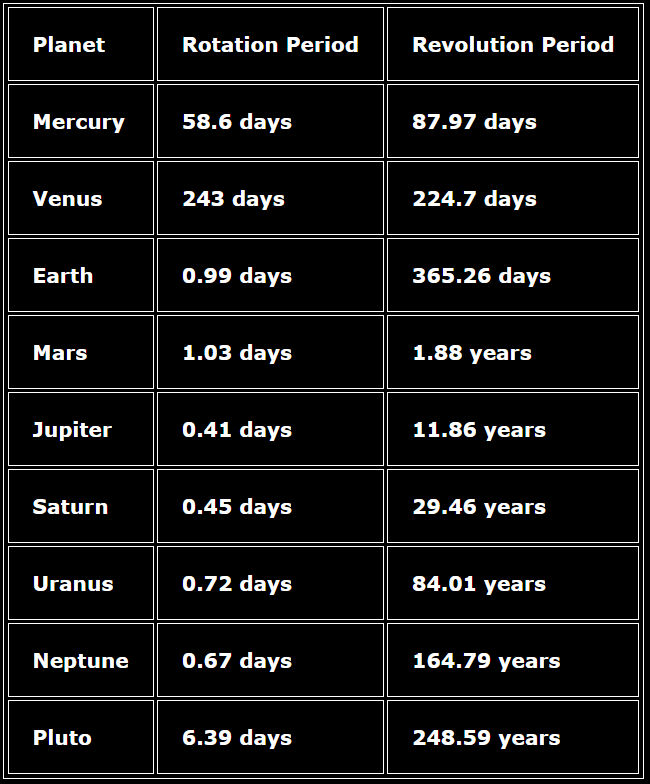 Planet Rotation Period Revolution Period
Mercury 58.6 days 87.97 days
Venus 243 days 224.7 days
Earth 0.99 days 365.26 days
Mars 1.03 days 1.88 years
Jupiter 0.41 days 11.86 years
Saturn 0.45 days 29.46 years
Uranus 0.72 days 84.01 years
Neptune 0.67 days 164.79 years
Pluto 6.39 days 248.59 years